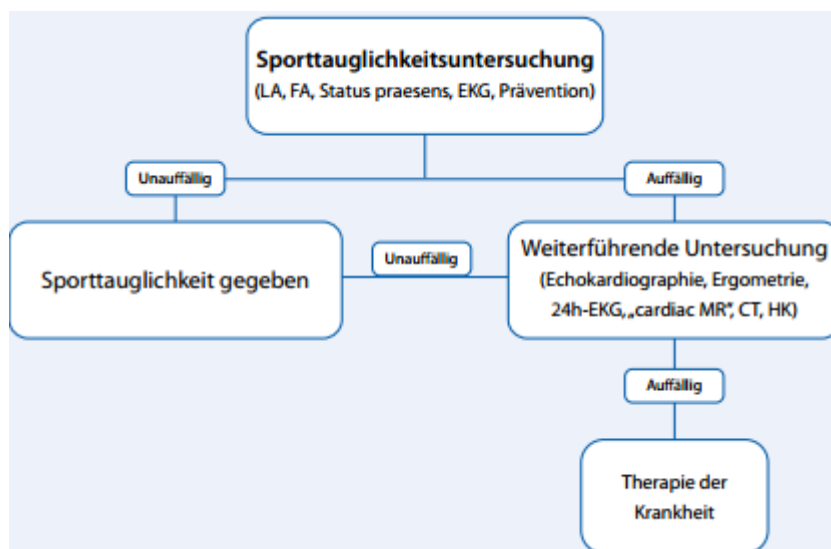 Sporttauglichkeitsuntersuchung
(LA, FA, Status praesens, EKG, Prävention)
Unauffällig
Auffällig
Sporttauglichkeit gegeben
Unauffällig
Weiterführende Untersuchung
(Echokardiographie, Ergometrie,
24h-EKG, „cardiac MR“, CT, HK)
Auffällig
Therapie der
Krankheit